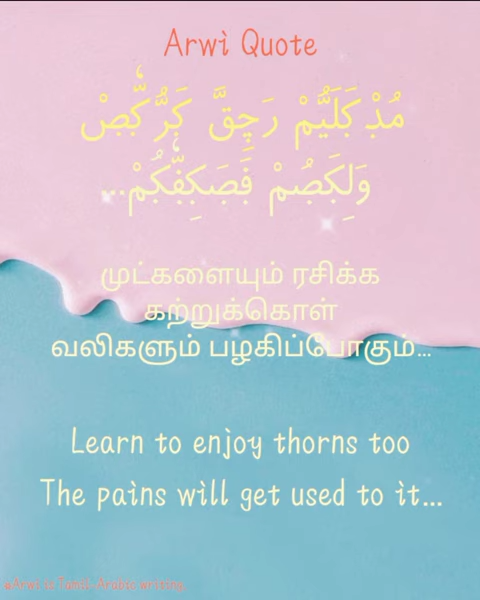 Arwi Quote
رَچِقَّ
وَلِكَصُمْ
முட்களையும் ரசிக்க
கற்றுக்கொள்
வலிகளும் பழகிப்போகும்...
Learn to enjoy thorns too
The pains will get used to it...
@Arwi is Tamil-Arabic writing